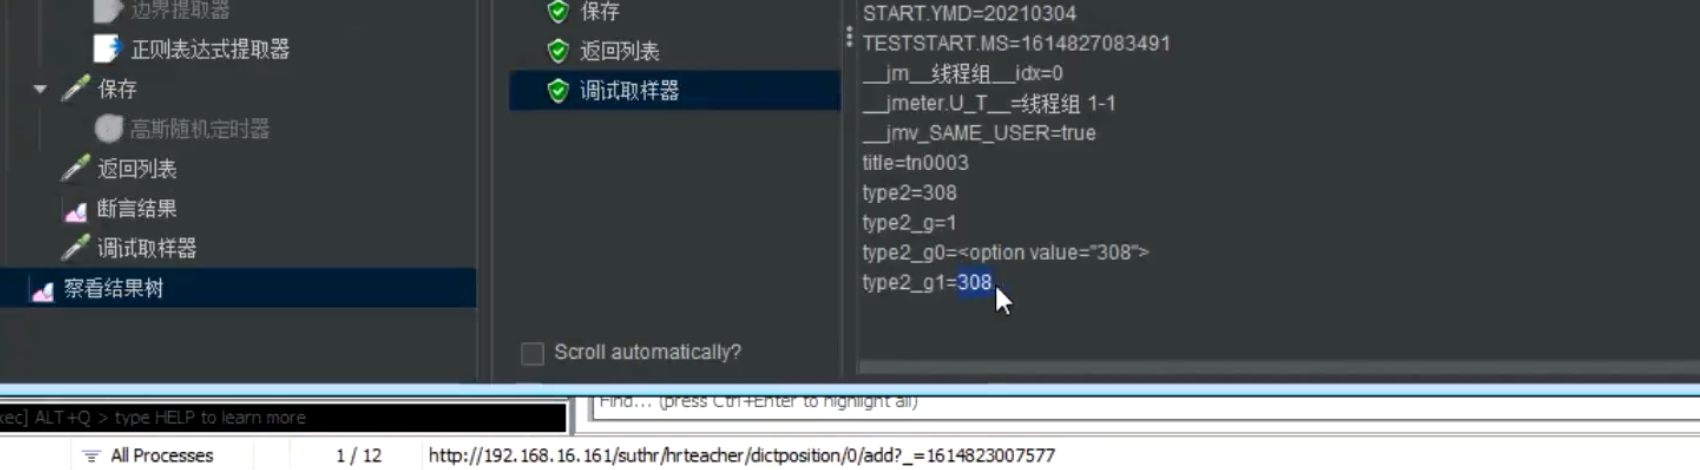 边界提取器
正则表达式提取器
保存
高斯随机定时器
返回列表
断言结果
调试取样器
察看结果树
保存
返回列表
调试取样器
Scroll automatically?
START.YMD=20210304
TESTSTART.MS=1614827083491
__jm__线程组__idx=0
__jmeter.U_T__=线程组 1-1
__jmv_SAME_USER=true
title=tn0003
type2=308
type2_g=1
type2_g0=<option value="308">
type2_g1=308
xec] ALT+Q > type HELP to learn more
Find... (press Ctrl+Enter to highlight all)
All Processes
1 / 12
http://192.168.16.161/suthr/hrteacher/dictposition/0/add?_=1614823007577